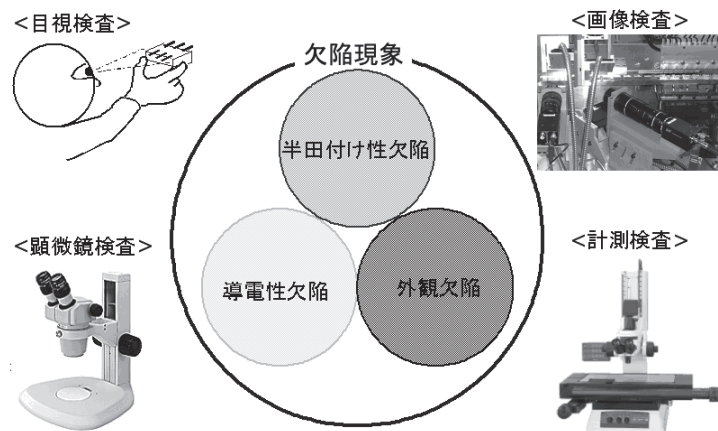 <目視検査>
<画像検査>
欠陥現象
半田付け性欠陥
<顕微鏡検査>
<計測検査>
導電性欠陥
外観欠陥